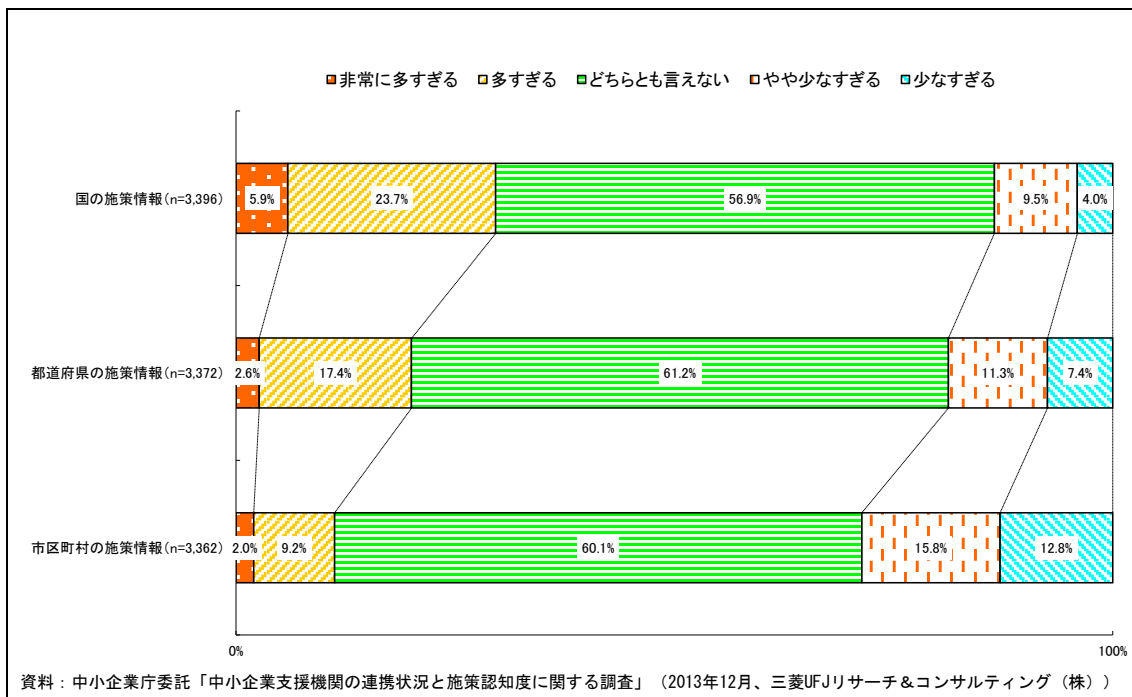 非常に多すぎる 多すぎる どちらとも言えない やや少なすぎる 少なすぎる
国の施策情報(n=3,396) 5.9% 23.7% 56.9% 9.5% 4.0%
都道府県の施策情報(n=3,372) 2.6% 17.4% 61.2% 11.3% 7.4%
市区町村の施策情報(n=3,362) 2.0% 9.2% 60.1% 15.8% 12.8%
0% 100%
資料：中小企業庁委託「中小企業支援機関の連携状況と施策認知度に関する調査」（2013年12月、三菱UFJリサーチ＆コンサルティング（株））